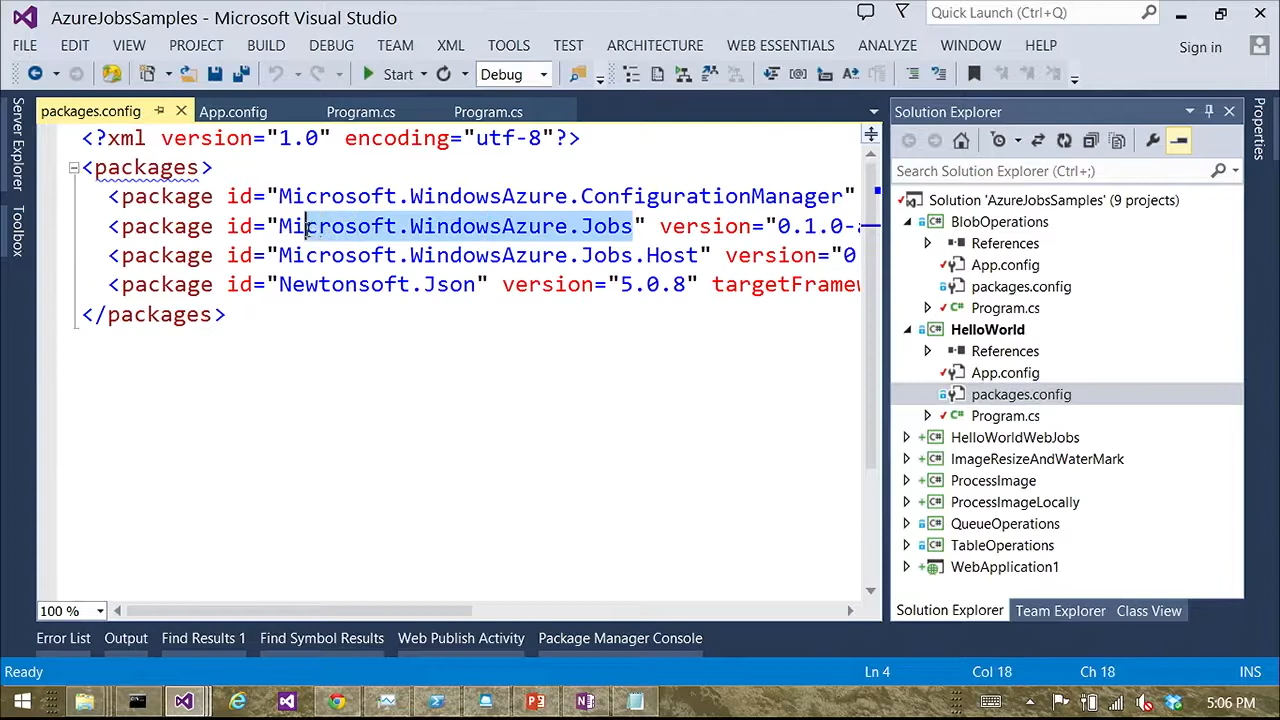 AzureJobsSamples - Microsoft Visual Studio
Quick Launch (Ctrl+Q)
FILE EDIT VIEW PROJECT BUILD DEBUG TEAM XML TOOLS TEST ARCHITECTURE WEB ESSENTIALS ANALYZE WINDOW HELP
Sign in
Start Debug
Server Explorer
Toolbox
packages.config App.config Program.cs Program.cs
<?xml version="1.0" encoding="utf-8"?>
<packages>
<package id="Microsoft.WindowsAzure.ConfigurationManager"
<package id="Microsoft.WindowsAzure.Jobs" version="0.1.0-
<package id="Microsoft.WindowsAzure.Jobs.Host" version="0
<package id="Newtonsoft.Json" version="5.0.8" targetFramew
</packages>
100 %
Solution Explorer
Search Solution Explorer (Ctrl+;)
Solution 'AzureJobsSamples' (9 projects)
BlobOperations
References
App.config
packages.config
Program.cs
HelloWorld
References
App.config
packages.config
Program.cs
HelloWorldWebJobs
ImageResizeAndWaterMark
ProcessImage
ProcessImageLocally
QueueOperations
TableOperations
WebApplication1
Solution Explorer Team Explorer Class View
Properties
Error List Output Find Results 1 Find Symbol Results Web Publish Activity Package Manager Console
Ready Ln 4 Col 18 Ch 18 INS
5:06 PM